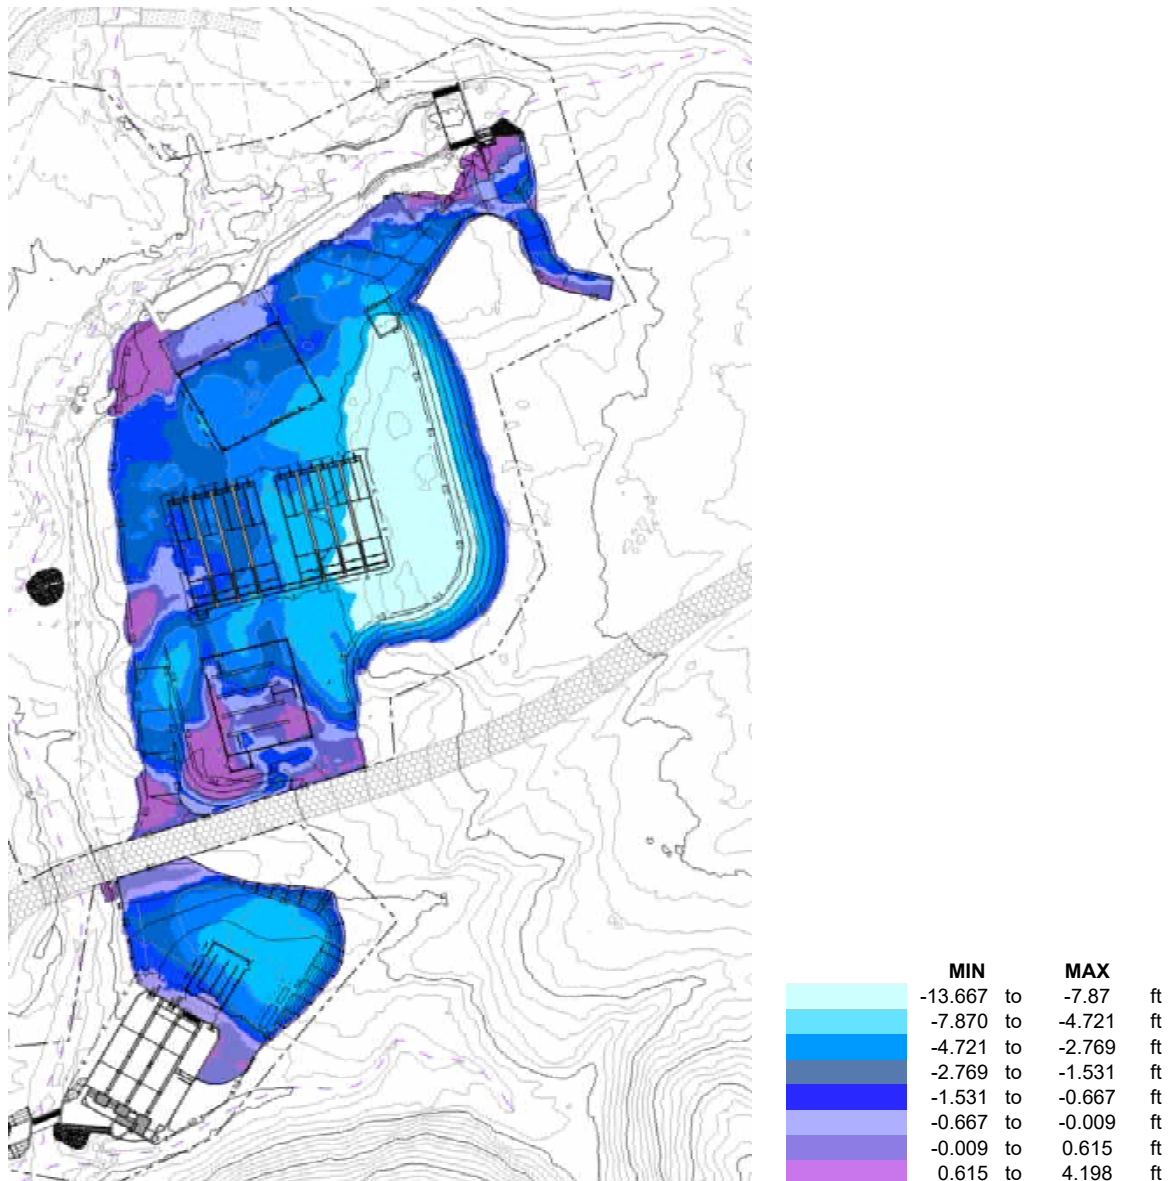 MIN MAX
-13.667 to -7.87 ft
-7.870 to -4.721 ft
-4.721 to -2.769 ft
-2.769 to -1.531 ft
-1.531 to -0.667 ft
-0.667 to -0.009 ft
-0.009 to 0.615 ft
0.615 to 4.198 ft